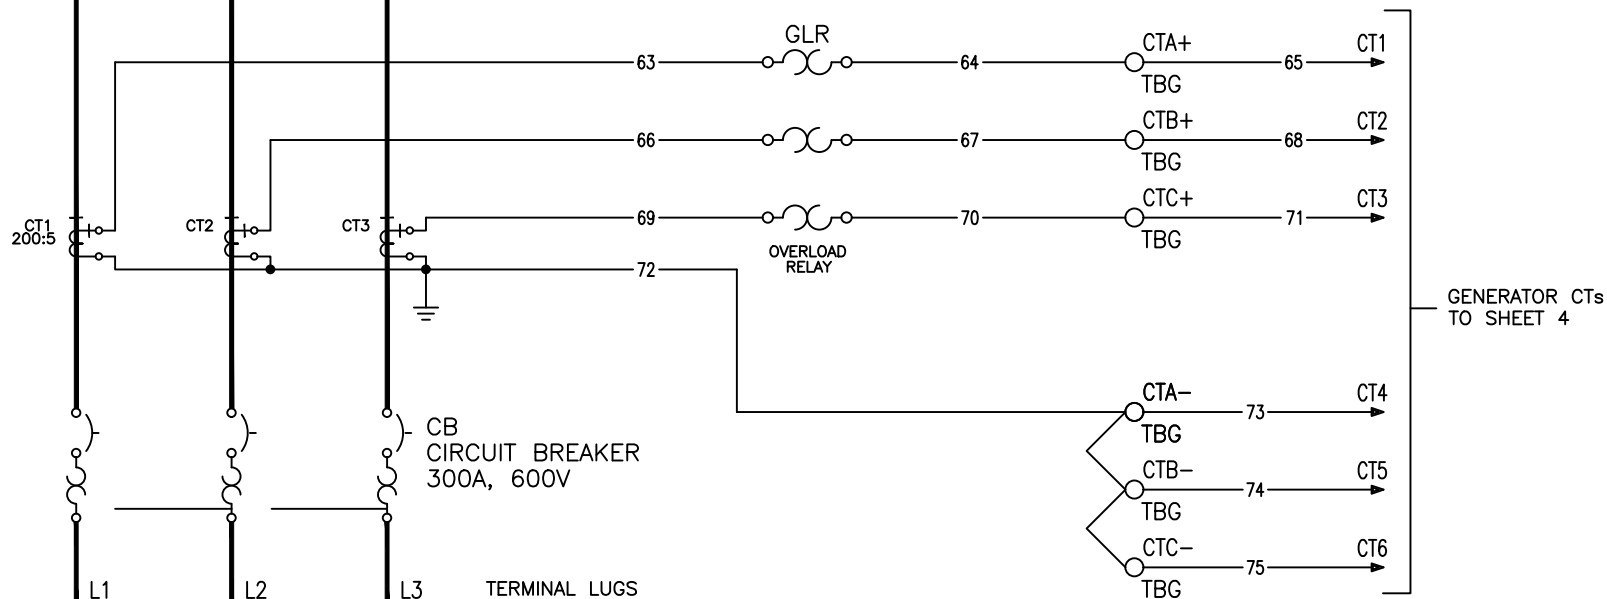 GLR
63
64
CTA+
TBG
65
CT1
66
67
CTB+
TBG
68
CT2
CT1
200:5
CT2
CT3
69
70
CTC+
TBG
71
CT3
OVERLOAD
RELAY
72
GENERATOR CTs
TO SHEET 4
CTA-
TBG
73
CT4
CB
CIRCUIT BREAKER
300A, 600V
CTB-
TBG
74
CT5
CTC-
TBG
75
CT6
L1
L2
L3
TERMINAL LUGS